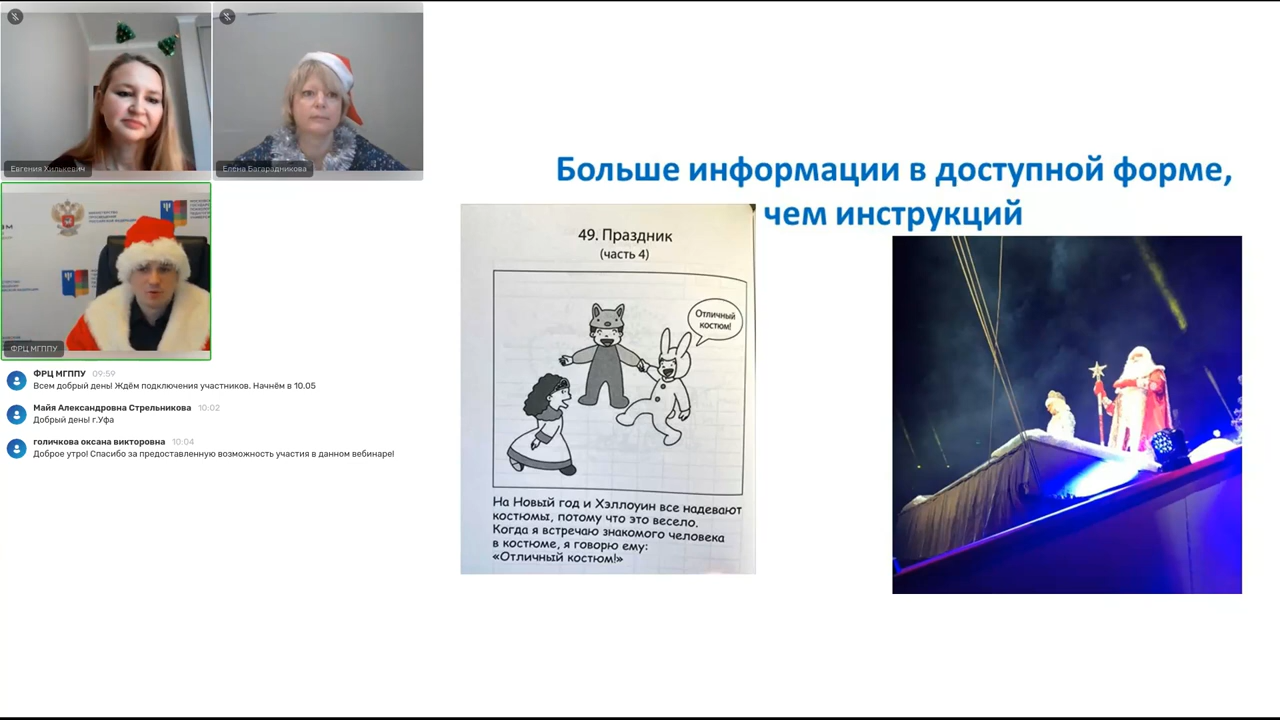 Евгения Хилькевич
Елена Багарадникова
ФРЦ МГППУ
ФРЦ МГППУ 09:59
Всем добрый день! Ждём подключения участников. Начнём в 10.05
Майя Александровна Стрельникова 10:02
Добрый день! г.Уфа
голичкова оксана викторовна 10:04
Доброе утро! Спасибо за предоставленную возможность участия в данном вебинаре!
Больше информации в доступной форме,
чем инструкций
49. Праздник
(часть 4)
Отличный
костюм!
На Новый год и Хэллоуин все надевают
костюмы, потому что это весело.
Когда я встречаю знакомого человека
в костюме, я говорю ему:
«Отличный костюм!»